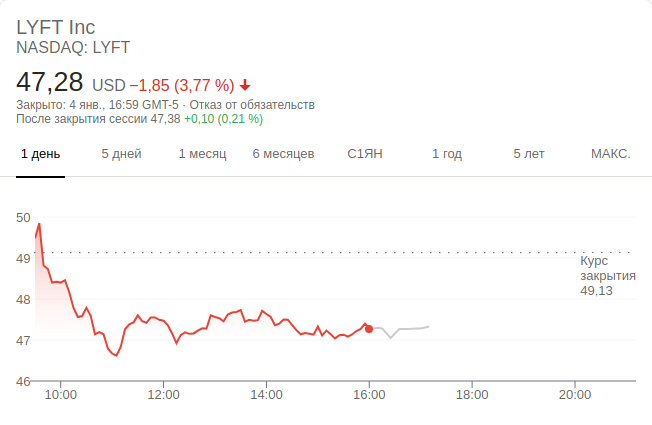 LYFT Inc
NASDAQ: LYFT
47,28 USD −1,85 (3,77 %)
Закрыто: 4 янв., 16:59 GMT-5 · Отказ от обязательств
После закрытия сессии 47,38 +0,10 (0,21 %)
1 день 5 дней 1 месяц 6 месяцев С1ЯН 1 год 5 лет МАКС.
50
49
48
47
46
Курс
закрытия
49,13
10:00 12:00 14:00 16:00 18:00 20:00